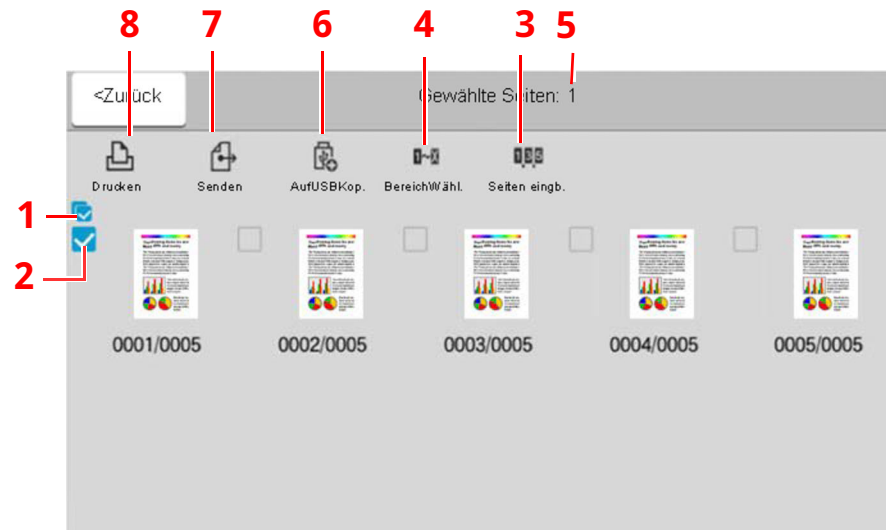 8 7 6 4 3 5
<Zurück Gewählte Seiten: 1
Drucken Senden AufUSBKop. BereichWähl. Seiten eingb.
1
2
0001/0005 0002/0005 0003/0005 0004/0005 0005/0005